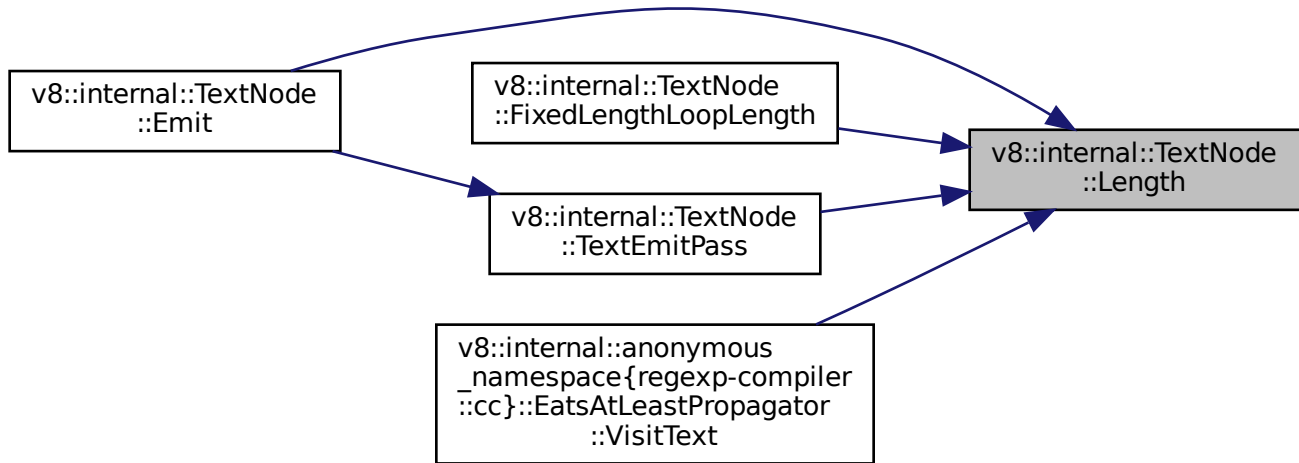 v8::internal::TextNode
::Emit
v8::internal::TextNode
::FixedLengthLoopLength
v8::internal::TextNode
::Length
v8::internal::TextNode
::TextEmitPass
v8::internal::anonymous
_namespace{regexp-compiler
::cc}::EatsAtLeastPropagator
::VisitText